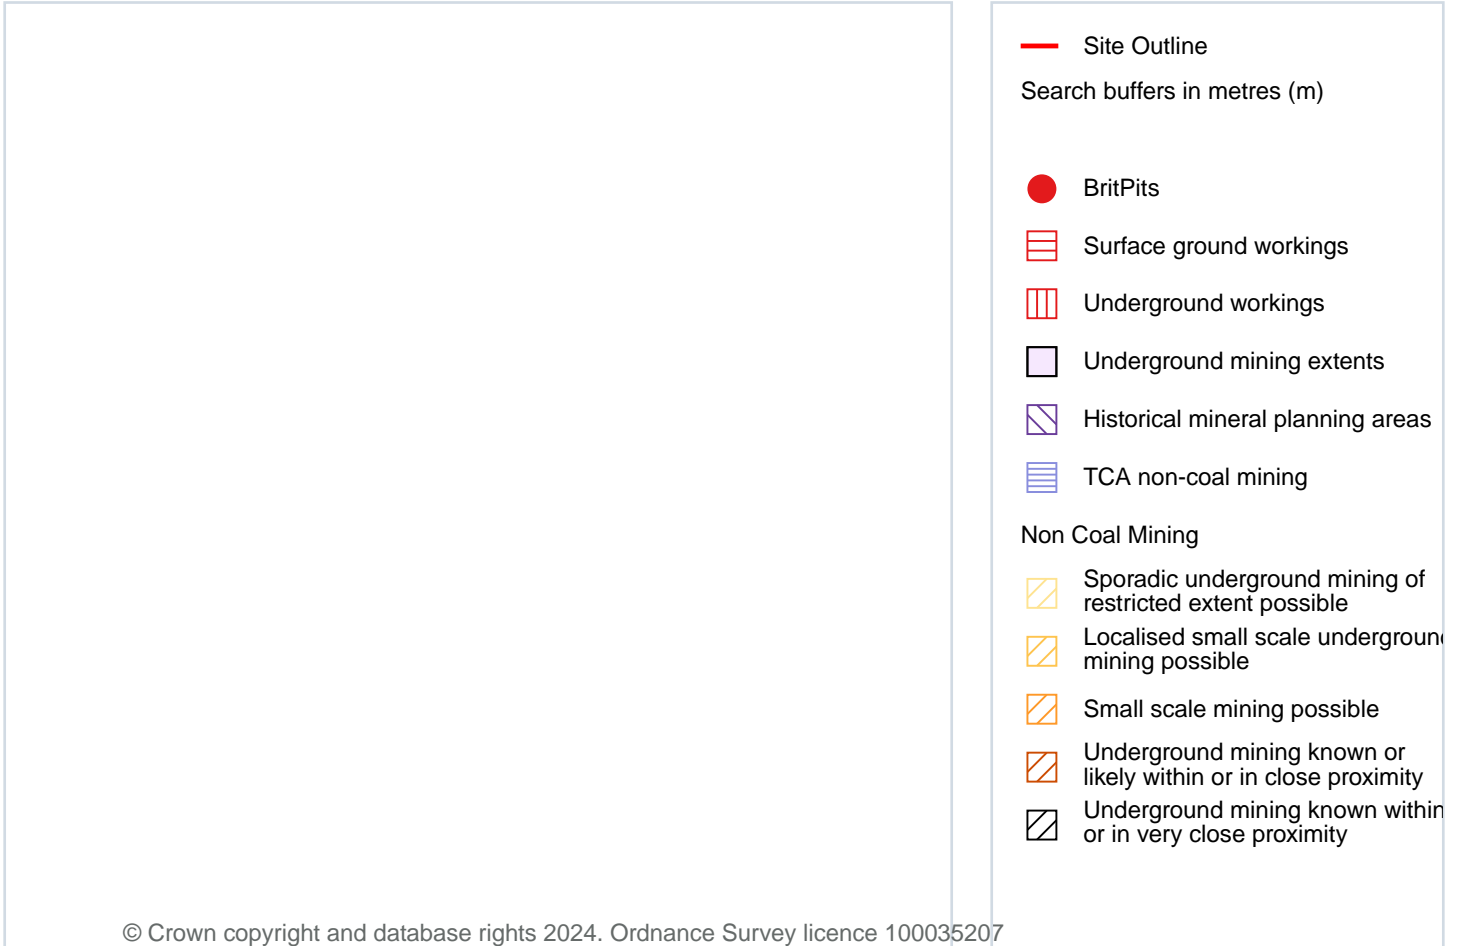 Site Outline
Search buffers in metres (m)
BritPits
Surface ground workings
Underground workings
Underground mining extents
Historical mineral planning areas
TCA non-coal mining
Non Coal Mining
Sporadic underground mining of
restricted extent possible
Localised small scale underground
mining possible
Small scale mining possible
Underground mining known or
likely within or in close proximity
Underground mining known within
or in very close proximity
© Crown copyright and database rights 2024. Ordnance Survey licence 100035207